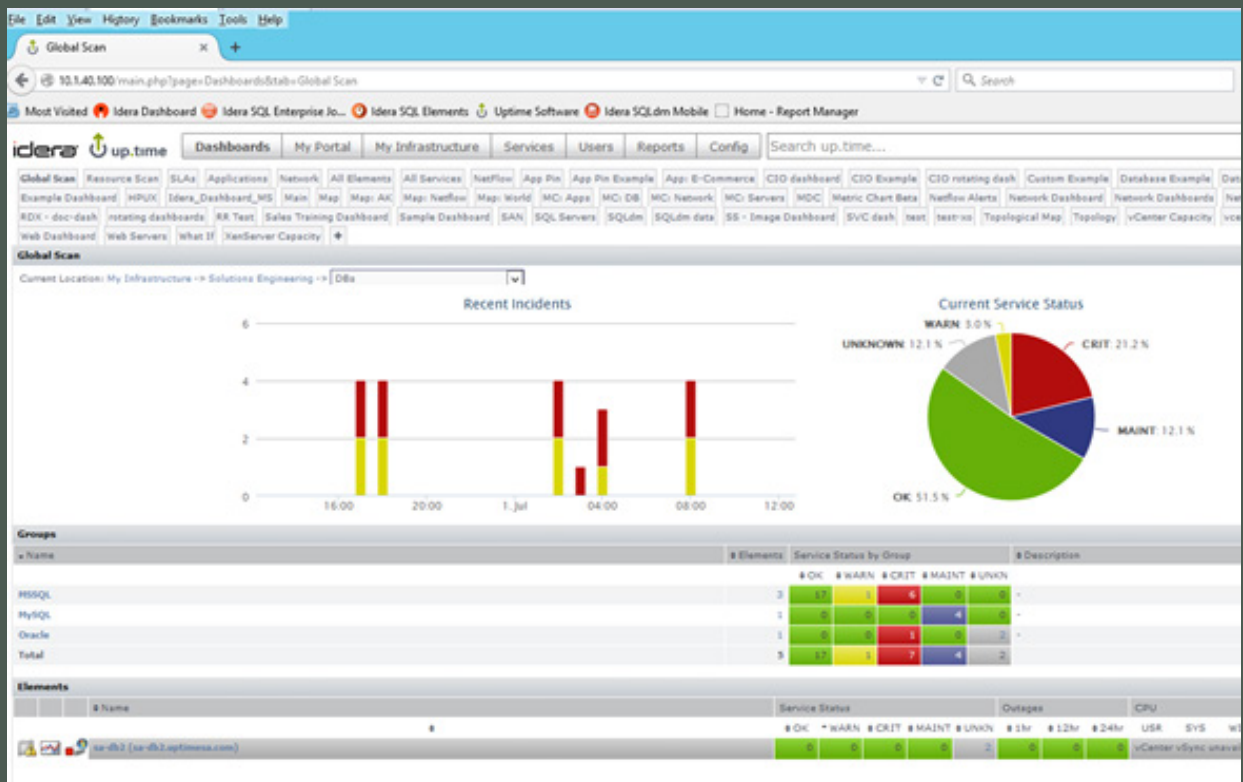 File Edit View History Bookmarks Tools Help
Global Scan × +
10.1.40.100/main.php?page=Dashboards&tab=Global Scan
Search
Most Visited Idera Dashboard Idera SQL Enterprise Jo... Idera SQL Elements Uptime Software Idera SQLdm Mobile Home - Report Manager
idera up.time Dashboards My Portal My Infrastructure Services Users Reports Config Search up.time...
Global Scan Resource Scan SLAs Applications Network All Elements All Services NetFlow App Pin App Pin Example App: E-Commerce CIO dashboard CIO Example CIO rotating dash Custom Example Database Example
Example Dashboard HPUX Idera_Dashboard_MS Main Map Map: AK Map: Netflow Map: World MC: Apps MC: DB MC: Network MC: Servers MDC Metric Chart Beta Netflow Alerts Network Dashboard Network Dashboards
RDX - doc-dash rotating dashboards RR Test Sales Training Dashboard Sample Dashboard SAN SQL Servers SQLdm SQLdm data SS - Image Dashboard SVC dash test test-xo Topological Map Topology vCenter Capacity
Web Dashboard Web Servers What If XenServer Capacity +
Global Scan
Current Location: My Infrastructure -> Solutions Engineering -> DBs
Recent Incidents
6
4
2
0
16:00 20:00 1. Jul 04:00 08:00 12:00
Current Service Status
WARN: 3.0 %
UNKNOWN: 12.1 %
CRIT: 21.2 %
MAINT: 12.1 %
OK: 51.5 %
Groups
Name Elements Service Status by Group Description
OK WARN CRIT MAINT UNKN
MSSQL 3 17 1 6 0 0 -
MySQL 1 0 0 0 4 0 -
Oracle 1 0 0 1 0 2 -
Total 5 17 1 7 4 2
Elements
Name Service Status Outages CPU
OK WARN CRIT MAINT UNKN 1hr 12hr 24hr USR SYS
sa-db2 (sa-db2.uptimesa.com) 0 0 0 0 2 0 0 0 vCenter vSync